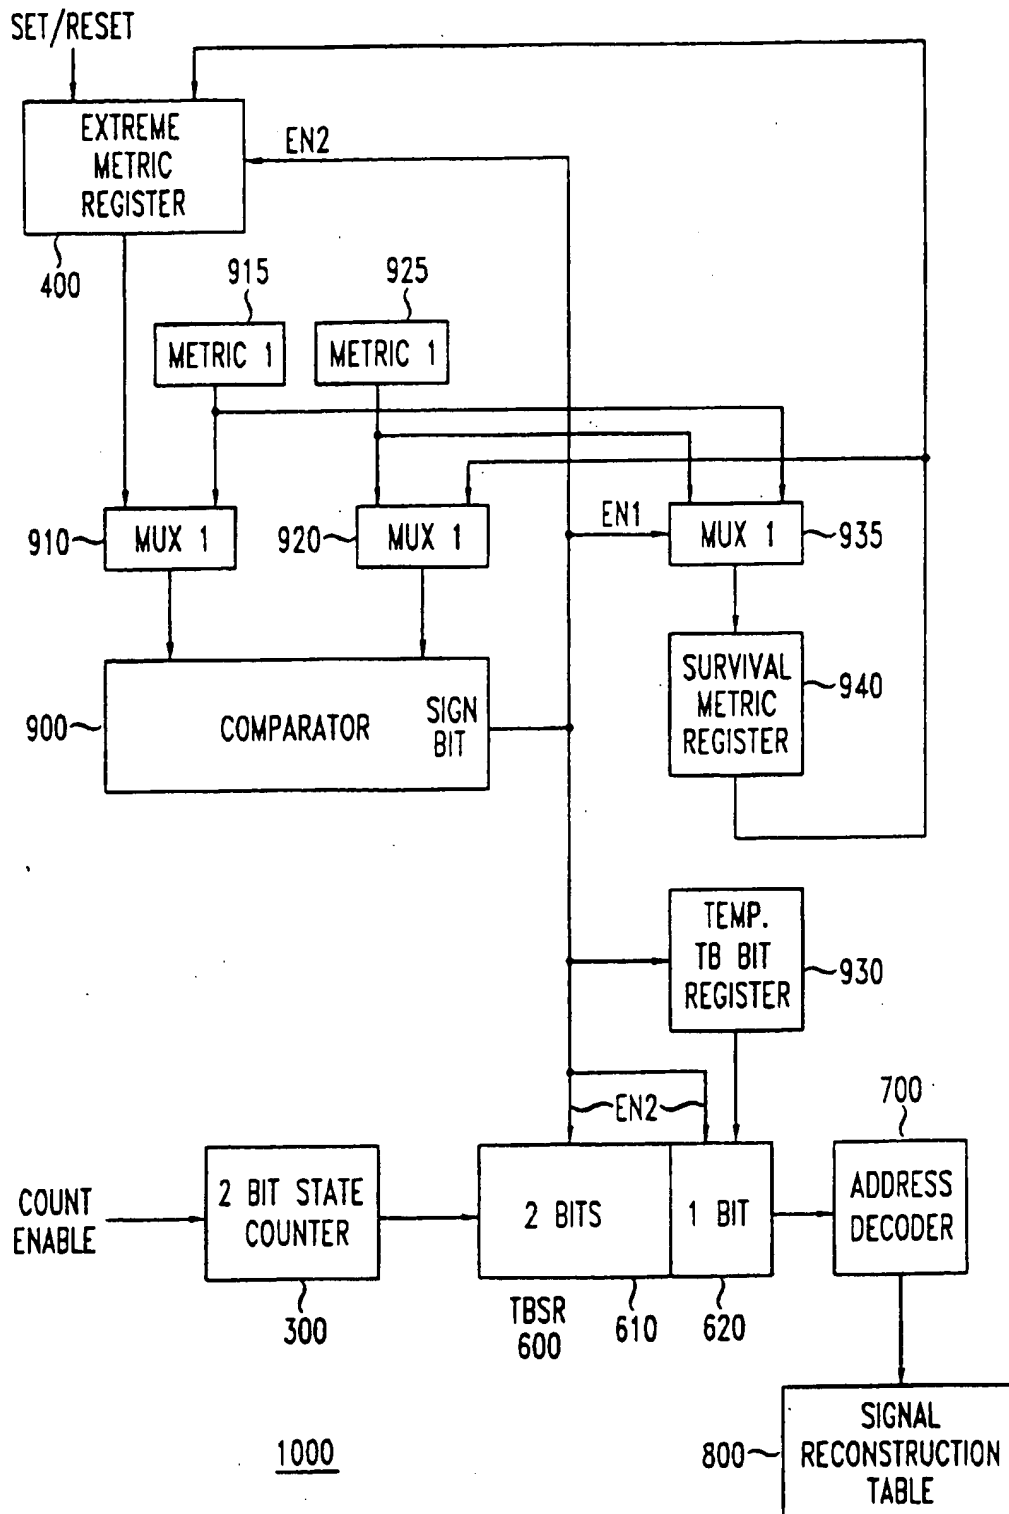 SET/RESET
EXTREME
METRIC
REGISTER
EN2
400
915
925
METRIC 1
METRIC 1
910
MUX 1
920
MUX 1
EN1
MUX 1
935
900
COMPARATOR
SIGN
BIT
SURVIVAL
METRIC
REGISTER
940
TEMP.
TB BIT
REGISTER
930
EN2
700
COUNT
ENABLE
2 BIT STATE
COUNTER
2 BITS
1 BIT
ADDRESS
DECODER
300
TBSR
600
610
620
1000
800
SIGNAL
RECONSTRUCTION
TABLE